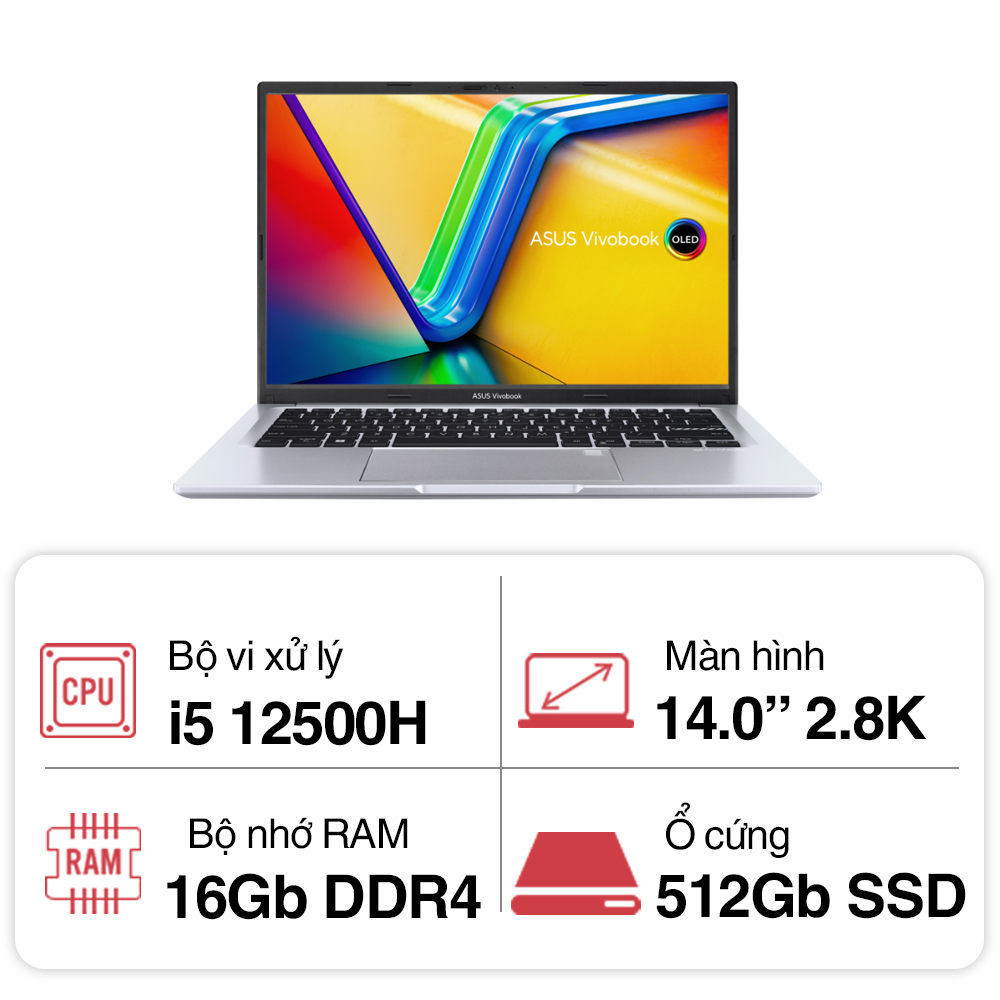 ASUS Vivobook OLED
ASUS Vivobook
CPU
Bộ vi xử lý
i5 12500H
Màn hình
14.0” 2.8K
RAM
Bộ nhớ RAM
16Gb DDR4
Ổ cứng
512Gb SSD